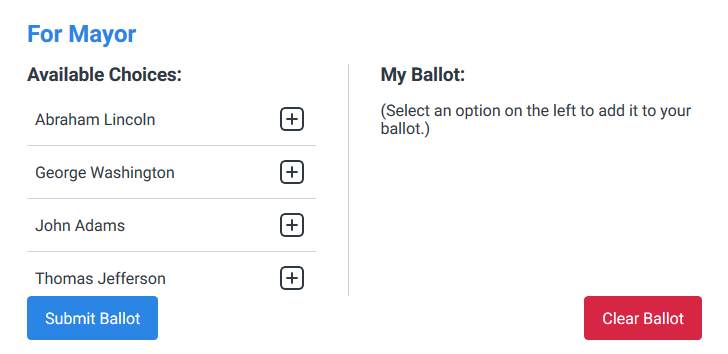 For Mayor
Available Choices:
Abraham Lincoln
George Washington
John Adams
Thomas Jefferson
Submit Ballot
My Ballot:
(Select an option on the left to add it to your
ballot.)
Clear Ballot